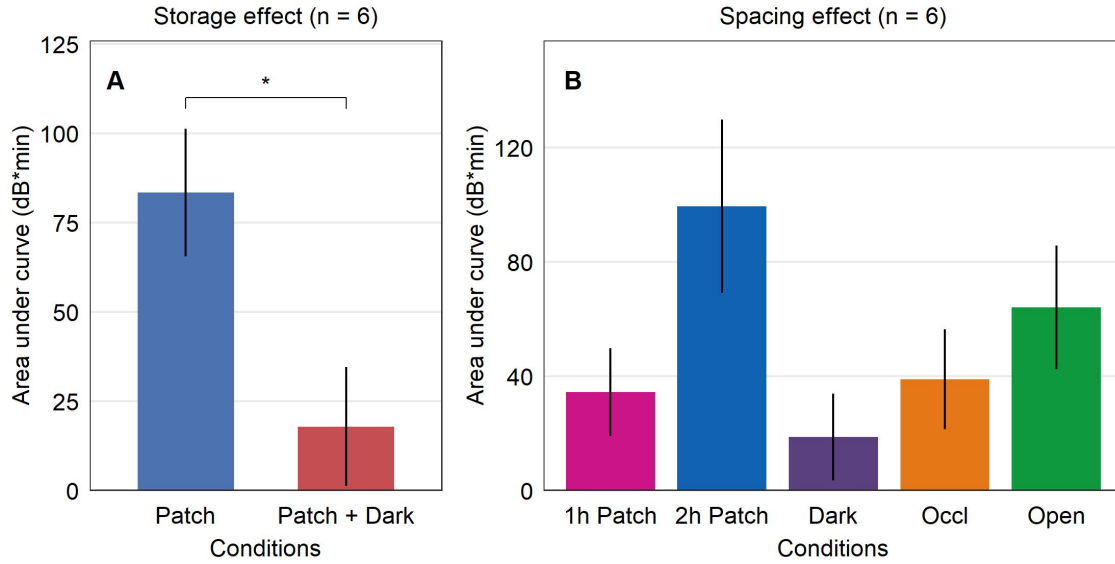 Storage effect (n = 6)
A
*
Area under curve (dB*min)
125
100
75
50
25
0
Patch
Patch + Dark
Conditions
Spacing effect (n = 6)
B
Area under curve (dB*min)
120
80
40
0
1h Patch
2h Patch
Dark
Occl
Open
Conditions